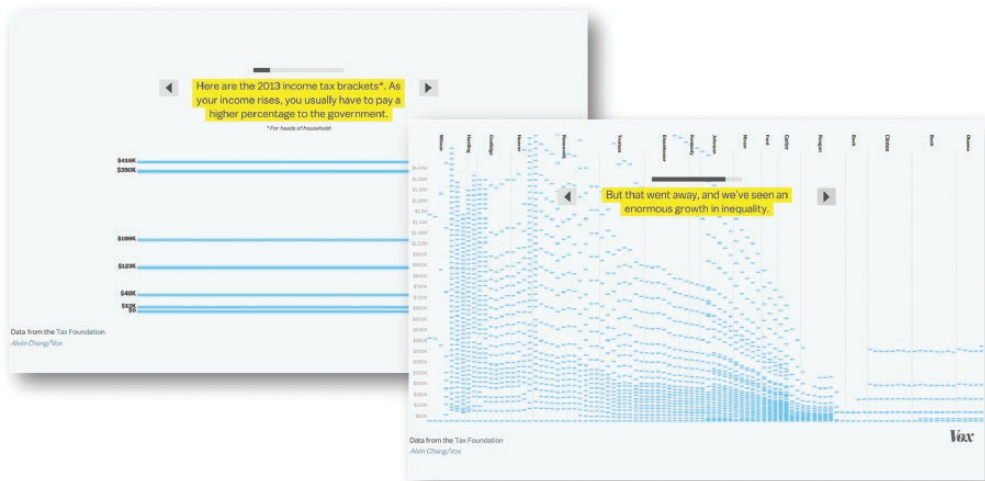 Here are the 2013 income tax brackets*. As
your income rises, you usually have to pay a
higher percentage to the government.
* For heads of household.
$416K
$390K
$199K
$123K
$48K
$12K
$0
Data from the Tax Foundation
Alvin Chang/Vox
Wilson
Harding
Coolidge
Hoover
Roosevelt
Truman
Eisenhower
Kennedy
Johnson
Nixon
Ford
Carter
Reagan
Bush
Clinton
Bush
Obama
But that went away, and we've seen an
enormous growth in inequality.
Data from the Tax Foundation
Alvin Chang/Vox
Vox